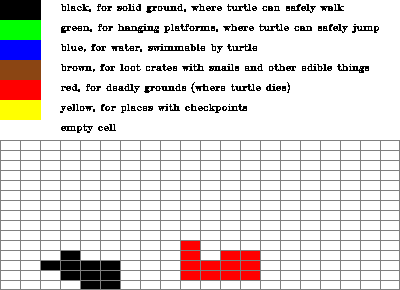 black, for solid ground, where turtle can safely walk
green, for hanging platforms, where turtle can safely jump
blue, for water, swimmable by turtle
brown, for loot crates with snails and other edible things
red, for deadly grounds (where turtle dies)
yellow, for places with checkpoints
empty cell